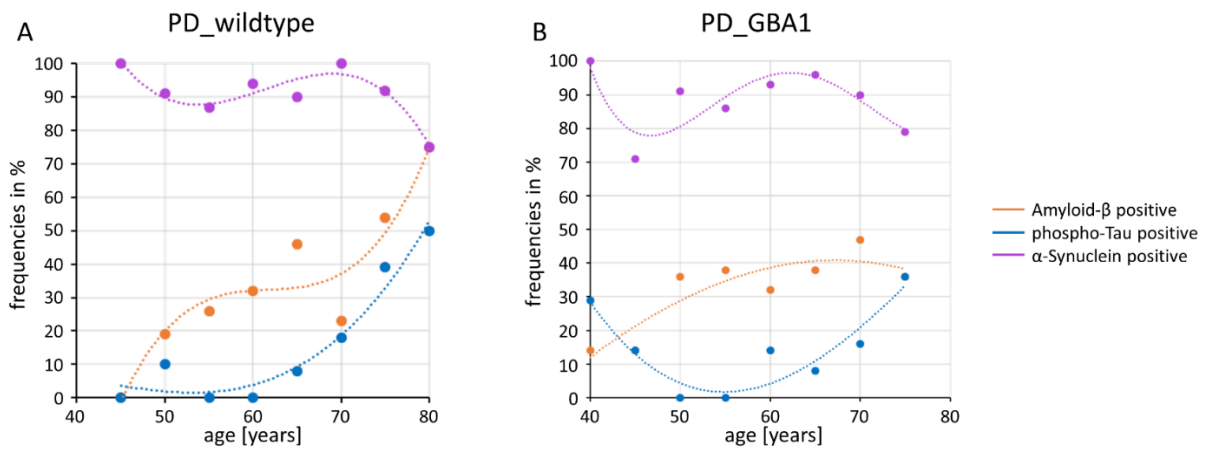 A
PD_wildtype
B
PD_GBA1
frequencies in %
100
90
80
70
60
50
40
30
20
10
0
40
50
60
70
80
age [years]
frequencies in %
100
90
80
70
60
50
40
30
20
10
0
40
50
60
70
80
age [years]
Amyloid-β positive
phospho-Tau positive
α-Synuclein positive